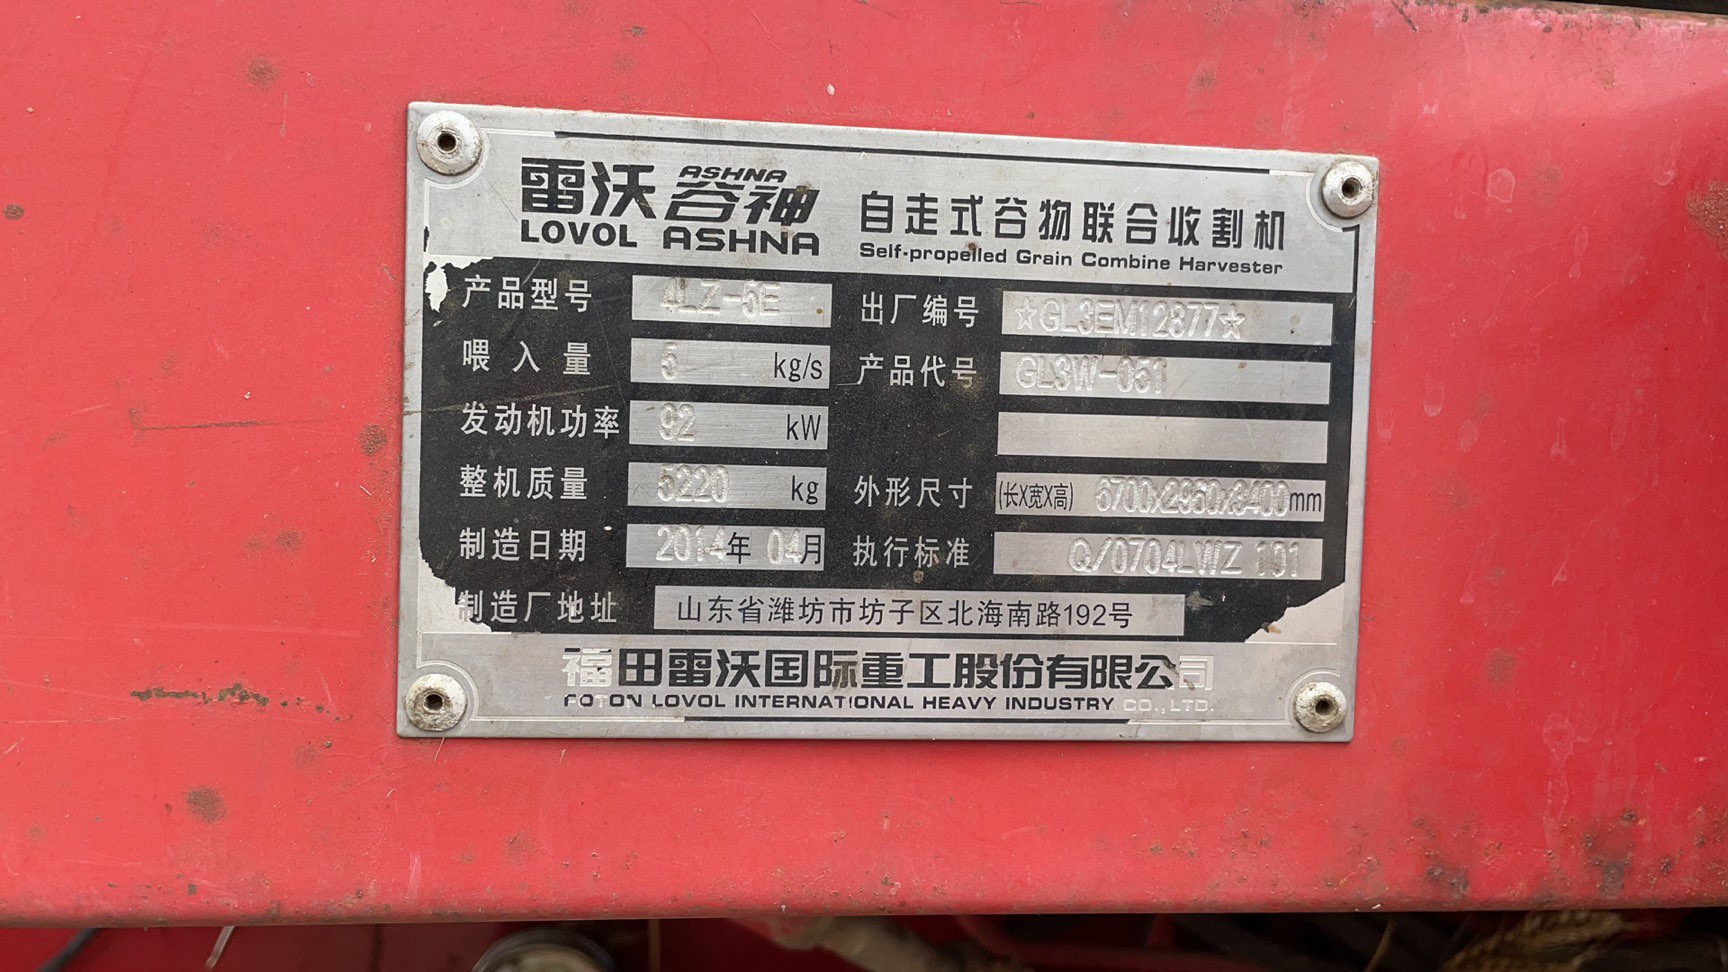 雷沃 ASHNA 谷神 自走式谷物联合收割机
LOVOL ASHNA Self-propelled Grain Combine Harvester
产品型号 4LZ-5E 出厂编号 ☆GL3EM12877☆
喂入量 5 kg/s 产品代号 GL3W-051
发动机功率 92 kW
整机质量 5220 kg 外形尺寸 (长X宽X高) 6700x2960x3400mm
制造日期 2014年 04月 执行标准 Q/0704LWZ 101
制造厂地址 山东省潍坊市坊子区北海南路192号
福田雷沃国际重工股份有限公司
FOTON LOVOL INTERNATIONAL HEAVY INDUSTRY CO.,LTD.